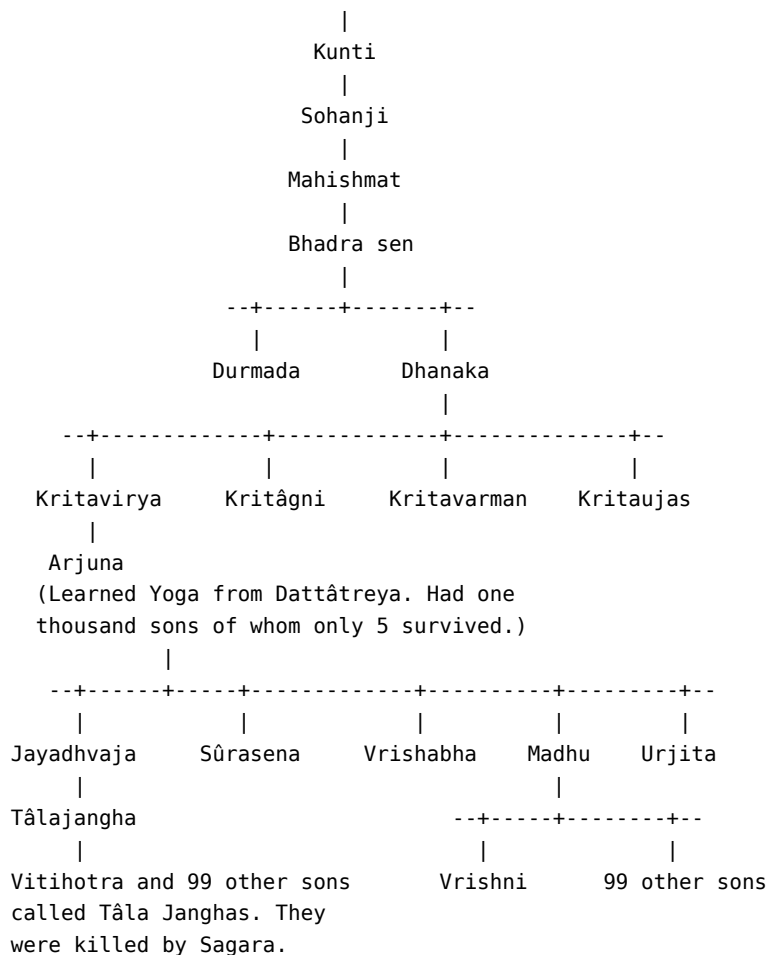 |
Kunti
|
Sohanji
|
Mahishmat
|
Bhadra sen
|
--+------+-------+--
| |
Durmada Dhanaka
|
--+-------------+-------------+--------------+--
| | | |
Kritavirya Kritâgni Kritavarman Kritaujas
|
Arjuna
(Learned Yoga from Dattâtreya. Had one
thousand sons of whom only 5 survived.)
|
--+------+-----+-------------+----------+---------+--
| | | | |
Jayadhvaja Sûrasena Vrishabha Madhu Urjita
| |
Tâlajangha --+-----+--------+--
| | |
Vitihotra and 99 other sons Vrishni 99 other sons
called Tâla Janghas. They
were killed by Sagara.